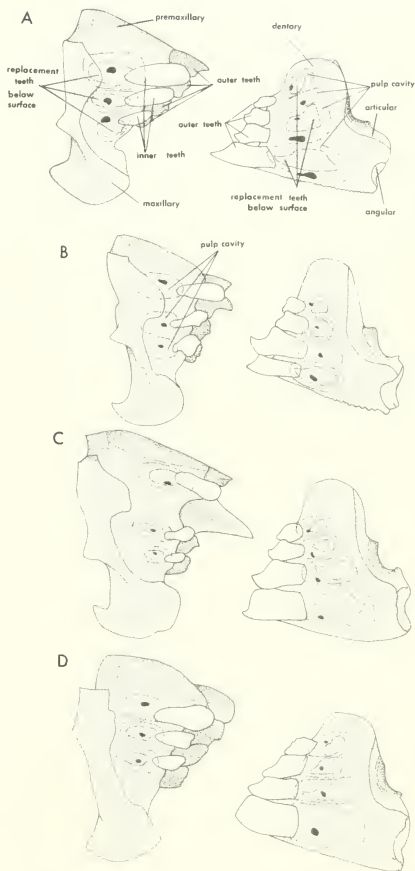 A
premaxillary
replacement
teeth
below
surface
outer teeth
inner teeth
maxillary
dentary
pulp cavity
articular
outer teeth
replacement teeth
below surface
angular
B
pulp cavity
C
D